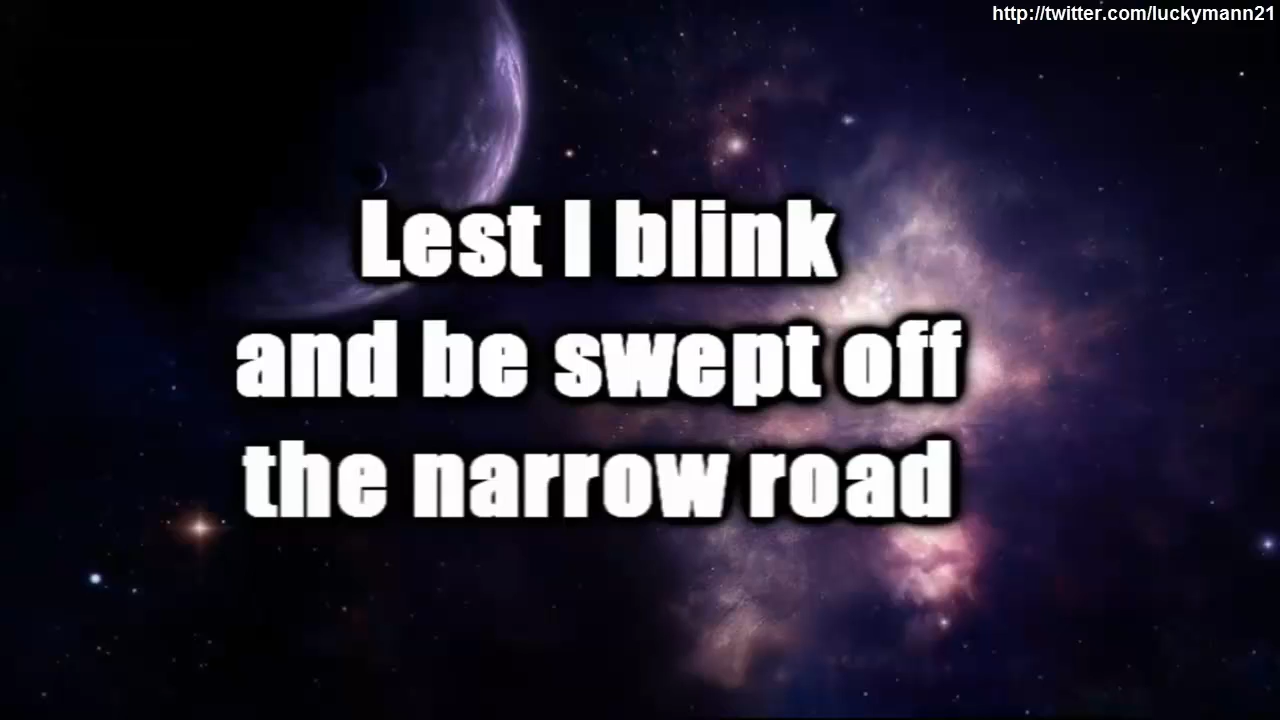 http://twitter.com/luckymann21
Lest I blink
and be swept off
the narrow road